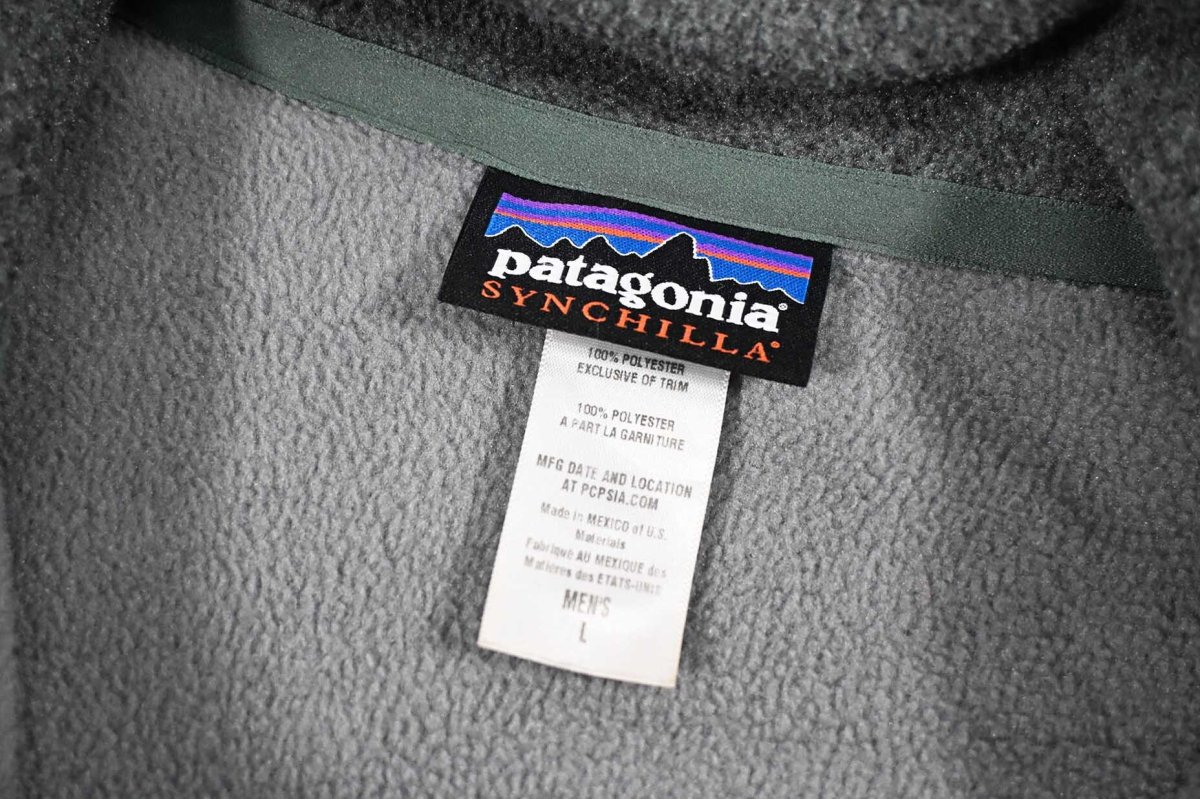 patagonia®
SYNCHILLA®
100% POLYESTER
EXCLUSIVE OF TRIM
100% POLYESTER
A PART LA GARNITURE
MFG DATE AND LOCATION
AT PCPSIA.COM
Made in MEXICO of U.S.
Materials
Fabriqué AU MEXIQUE des
Matières des ÉTATS-UNIS
MEN'S
L